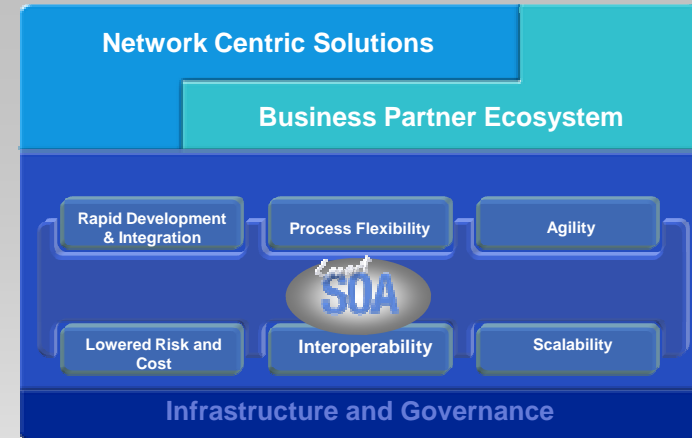 Network Centric Solutions
Business Partner Ecosystem
Rapid Development
& Integration
Process Flexibility
Agility
SOA
Lowered Risk and
Cost
Interoperability
Scalability
Infrastructure and Governance